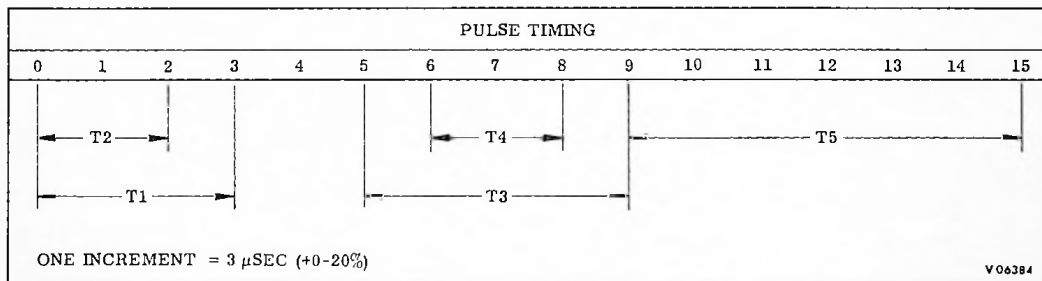 PULSE TIMING
0 1 2 3 4 5 6 7 8 9 10 11 12 13 14 15
T2 T4 T5
T1 T3
ONE INCREMENT = 3 µSEC (+0-20%)
V06384